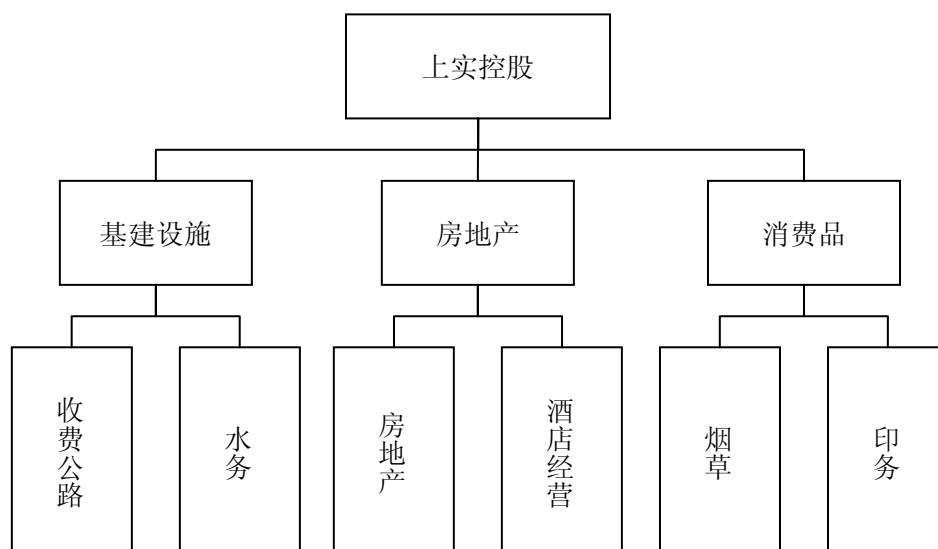 上实控股
基建设施
房地产
消费品
收费公路
水务
房地产
酒店经营
烟草
印务